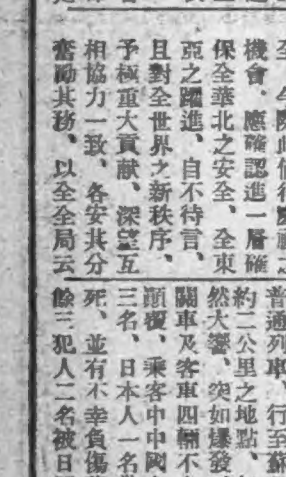 機會、應確認進一層確
保全華北之安全、全東
亞之躍進、自不待言、
且對全世界之新秩序、
予極重大貢献、深望互
相協力一致、各安其分
奮勵其務、以全全局云
普通列車、行至蘇
約二公里之地點、
然大響、突如爆發
關車及客車四輛不
顛覆、乘客中中國
三名、日本人一名
死、並有不幸負傷
餘三犯人二名被日